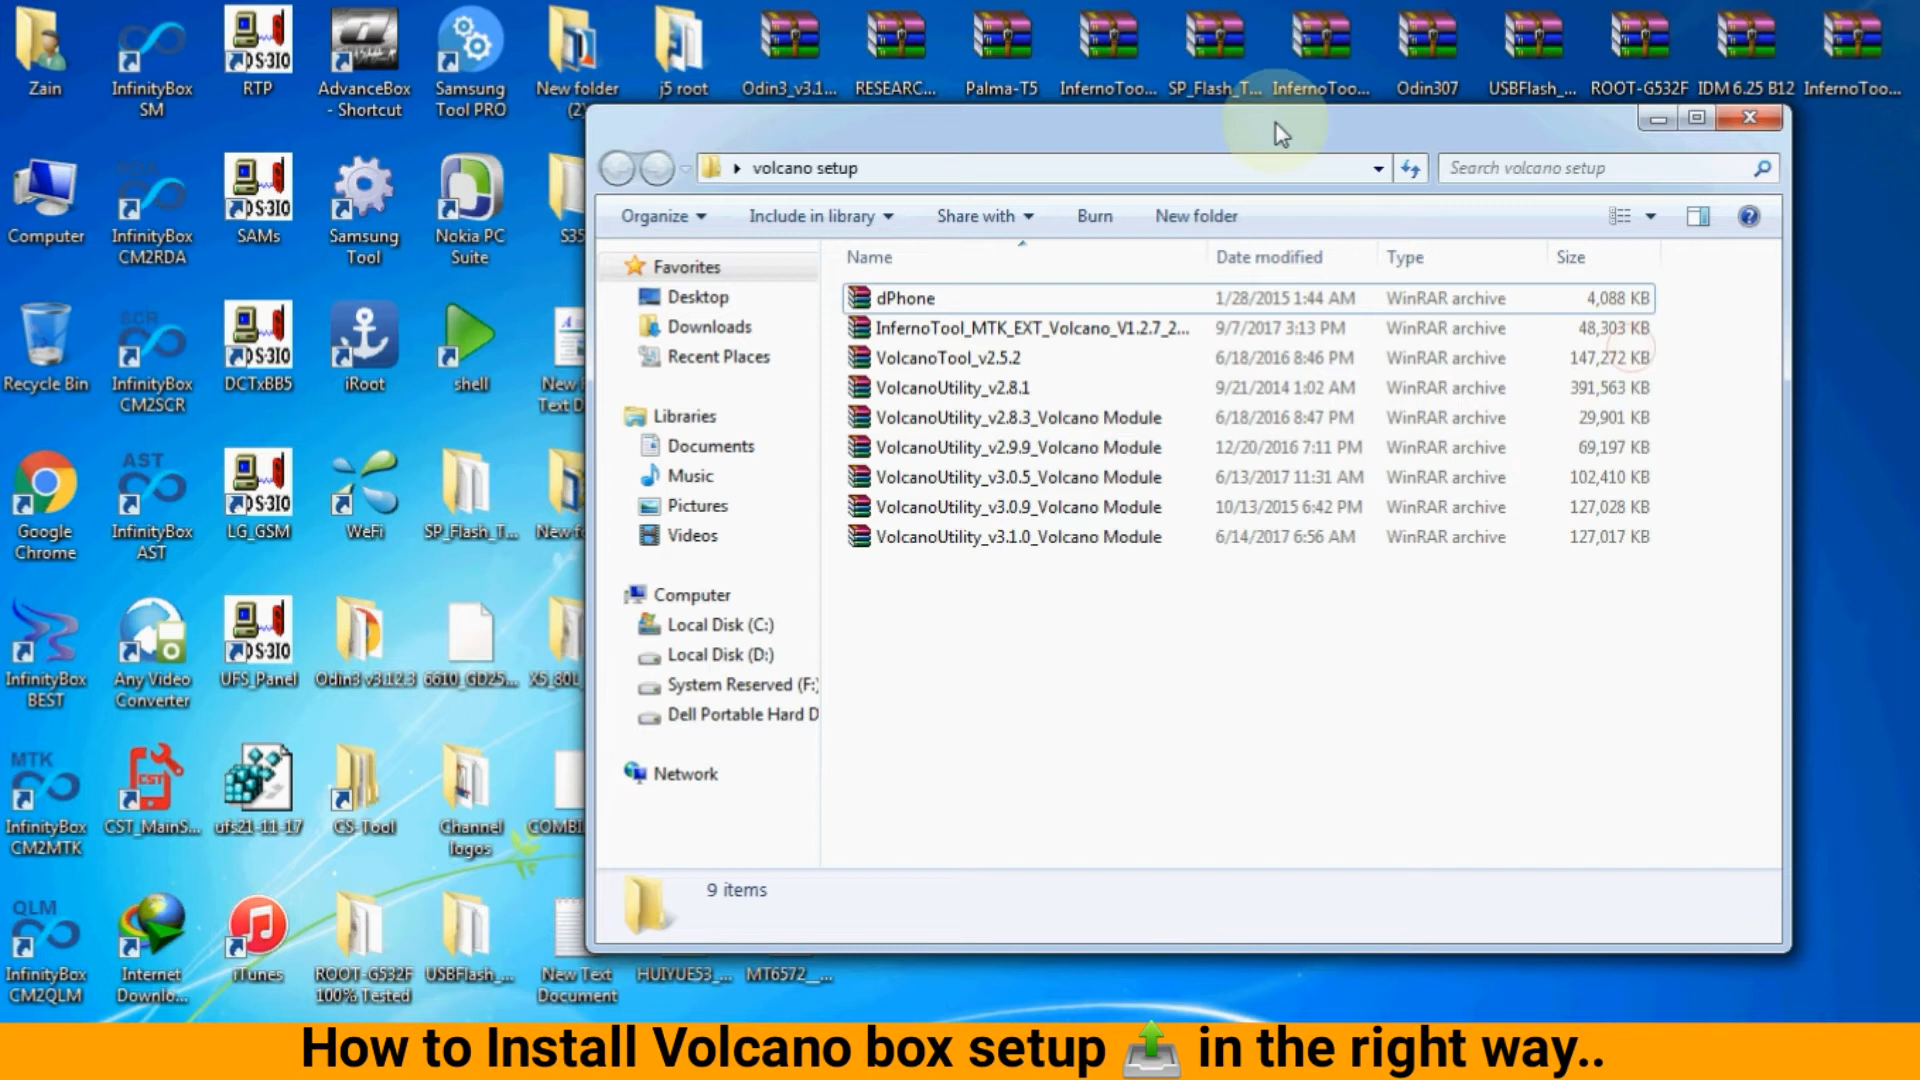 Zain
InfinityBox SM
RTP
AdvanceBox - Shortcut
Samsung Tool PRO
New folder (2)
j5 root
Odin3_v3.1...
RESEARC...
Palma-T5
InfernoToo...
SP_Flash_T...
InfernoToo...
Odin307
USBFlash_...
ROOT-G532F
IDM 6.25 B12
InfernoToo...
Computer
InfinityBox CM2RDA
SAMs
Samsung Tool
Nokia PC Suite
S35
Recycle Bin
InfinityBox CM2SCR
DCTxBB5
iRoot
shell
Google Chrome
InfinityBox AST
LG_GSM
WeFi
SP_Flash_T...
InfinityBox BEST
Any Video Converter
UFS_Panel
Odin3 v3.12.3
6610_GD25...
X5_80L
InfinityBox CM2MTK
CST_MainS...
ufs21-11-17
CS-Tool
Channel logos
COMBI
InfinityBox CM2QLM
Internet Downlo...
iTunes
ROOT-G532F 100% Tested
USBFlash_...
New Text Document
HUIYUE53_...
MT6572__...
volcano setup
Search volcano setup
Organize
Include in library
Share with
Burn
New folder
Favorites
Desktop
Downloads
Recent Places
Libraries
Documents
Music
Pictures
Videos
Computer
Local Disk (C:)
Local Disk (D:)
System Reserved (F:)
Dell Portable Hard D
Network
Name Date modified Type Size
dPhone 1/28/2015 1:44 AM WinRAR archive 4,088 KB
InfernoTool_MTK_EXT_Volcano_V1.2.7_2... 9/7/2017 3:13 PM WinRAR archive 48,303 KB
VolcanoTool_v2.5.2 6/18/2016 8:46 PM WinRAR archive 147,272 KB
VolcanoUtility_v2.8.1 9/21/2014 1:02 AM WinRAR archive 391,563 KB
VolcanoUtility_v2.8.3_Volcano Module 6/18/2016 8:47 PM WinRAR archive 29,901 KB
VolcanoUtility_v2.9.9_Volcano Module 12/20/2016 7:11 PM WinRAR archive 69,197 KB
VolcanoUtility_v3.0.5_Volcano Module 6/13/2017 11:31 AM WinRAR archive 102,410 KB
VolcanoUtility_v3.0.9_Volcano Module 10/13/2015 6:42 PM WinRAR archive 127,028 KB
VolcanoUtility_v3.1.0_Volcano Module 6/14/2017 6:56 AM WinRAR archive 127,017 KB
9 items
How to Install Volcano box setup in the right way..